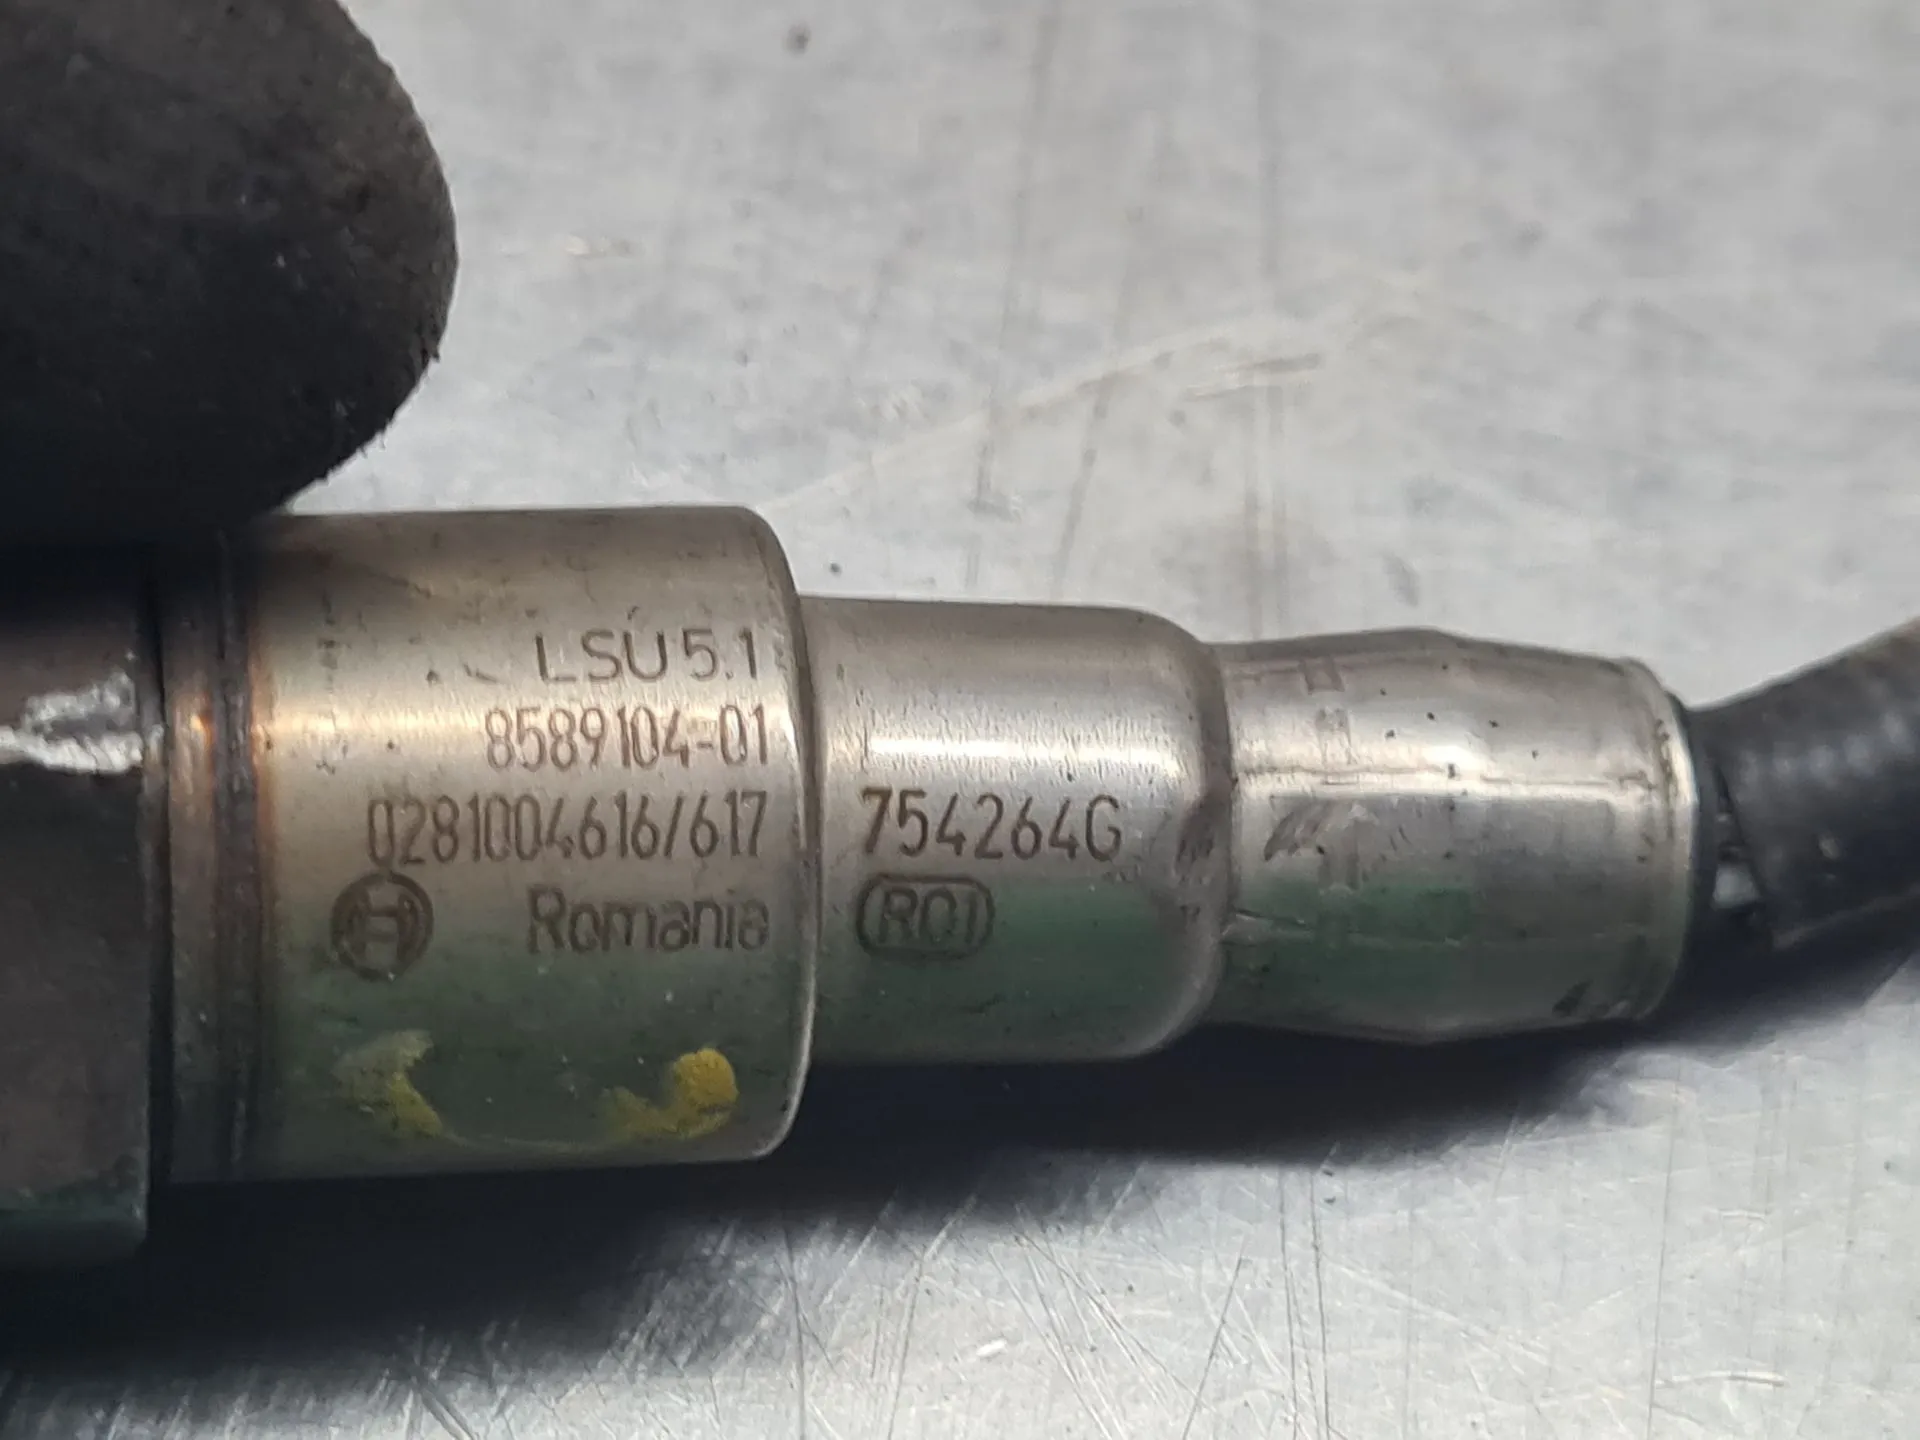 LSU 5.1
8589104-01
0281004616/617
Romania
754264G
RO1